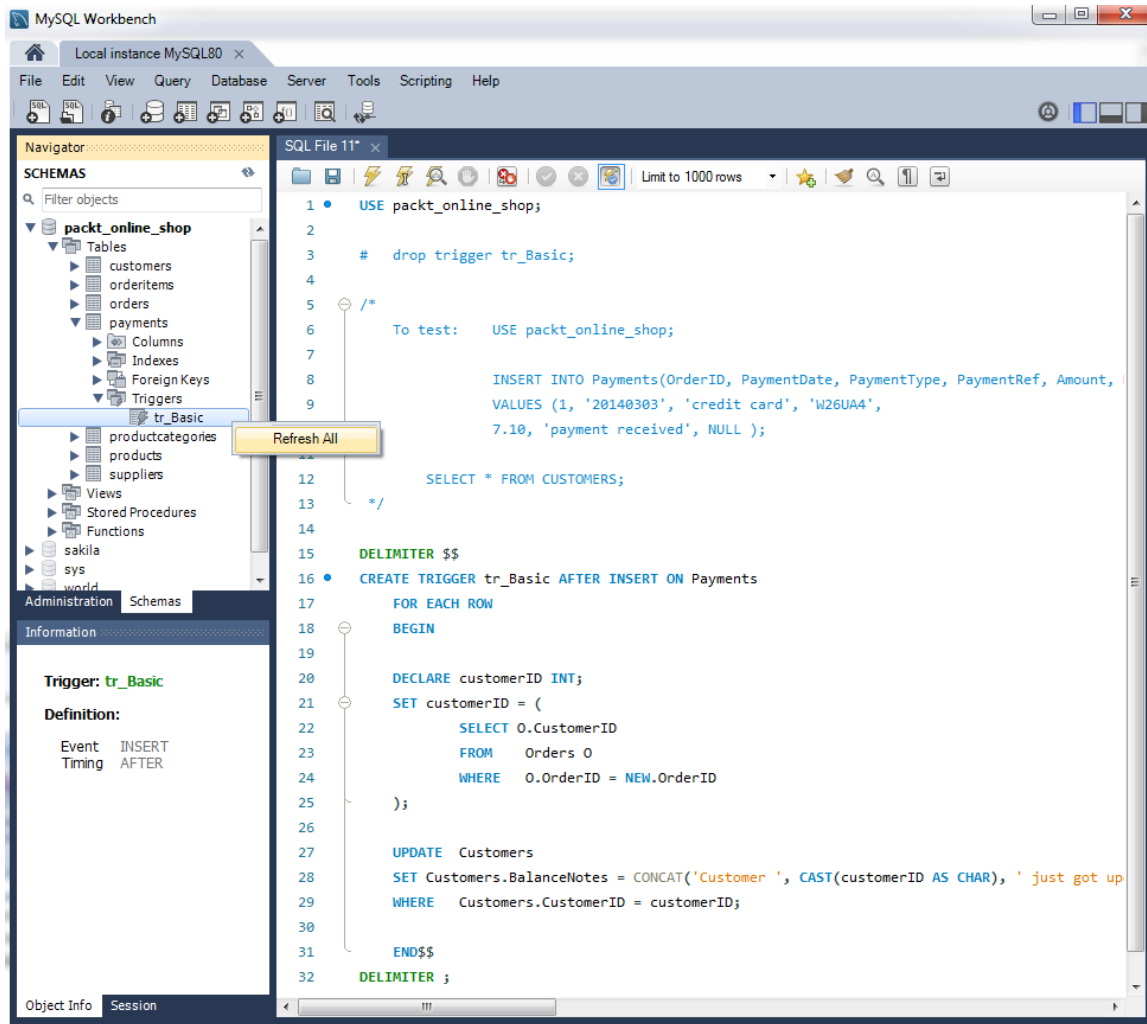 MySQL Workbench
Local instance MySQL80
File Edit View Query Database Server Tools Scripting Help
Navigator
SCHEMAS
Filter objects
packt_online_shop
Tables
customers
orderitems
orders
payments
Columns
Indexes
Foreign Keys
Triggers
tr_Basic
productcategories
products
suppliers
Views
Stored Procedures
Functions
sakila
sys
world
Refresh All
Administration Schemas
Information
Trigger: tr_Basic
Definition:
Event INSERT
Timing AFTER
Object Info Session
SQL File 11*
Limit to 1000 rows
1 USE packt_online_shop;
2
3 # drop trigger tr_Basic;
4
5 /*
6 To test: USE packt_online_shop;
7
8 INSERT INTO Payments(OrderID, PaymentDate, PaymentType, PaymentRef, Amount,
9 VALUES (1, '20140303', 'credit card', 'W26UA4',
7.10, 'payment received', NULL );
12 SELECT * FROM CUSTOMERS;
13 */
14
15 DELIMITER $$
16 CREATE TRIGGER tr_Basic AFTER INSERT ON Payments
17 FOR EACH ROW
18 BEGIN
19
20 DECLARE customerID INT;
21 SET customerID = (
22 SELECT O.CustomerID
23 FROM Orders O
24 WHERE O.OrderID = NEW.OrderID
25 );
26
27 UPDATE Customers
28 SET Customers.BalanceNotes = CONCAT('Customer ', CAST(customerID AS CHAR), ' just got up
29 WHERE Customers.CustomerID = customerID;
30
31 END$$
32 DELIMITER ;